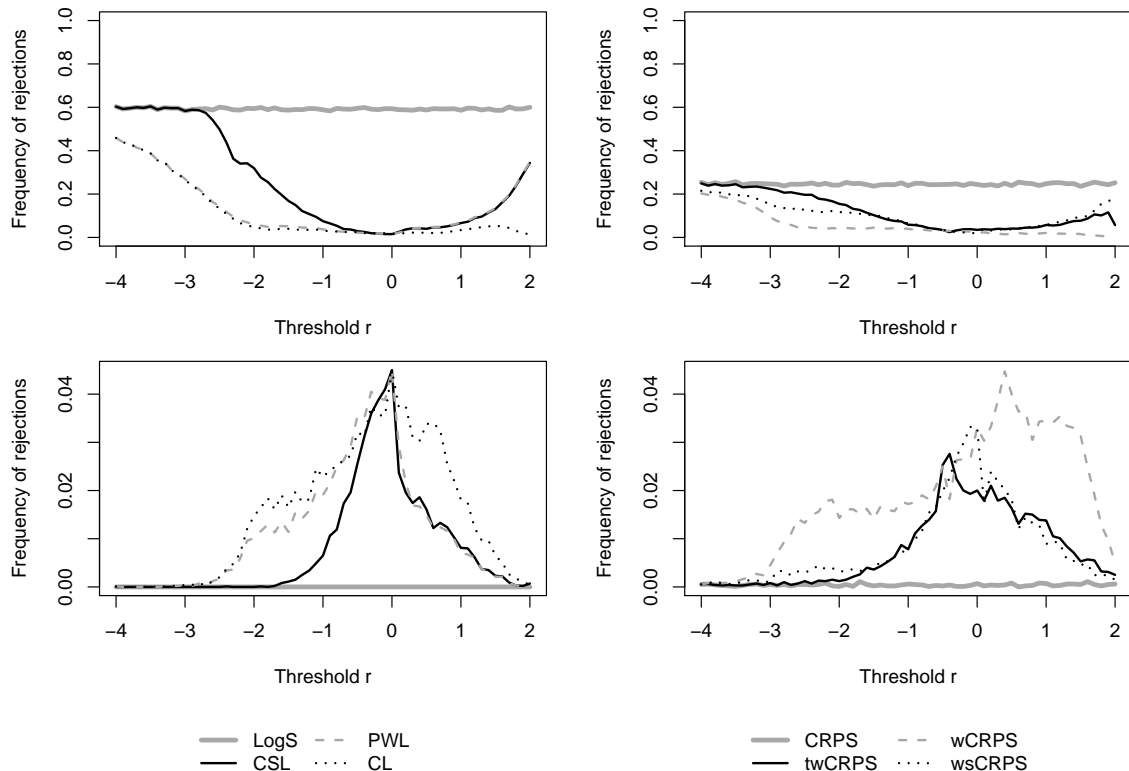 Frequency of rejections
0.0 0.2 0.4 0.6 0.8 1.0
−4 −3 −2 −1 0 1 2
Threshold r
Frequency of rejections
0.0 0.2 0.4 0.6 0.8 1.0
−4 −3 −2 −1 0 1 2
Threshold r
Frequency of rejections
0.00 0.02 0.04
−4 −3 −2 −1 0 1 2
Threshold r
Frequency of rejections
0.00 0.02 0.04
−4 −3 −2 −1 0 1 2
Threshold r
LogS PWL
CSL CL
CRPS wCRPS
twCRPS wsCRPS